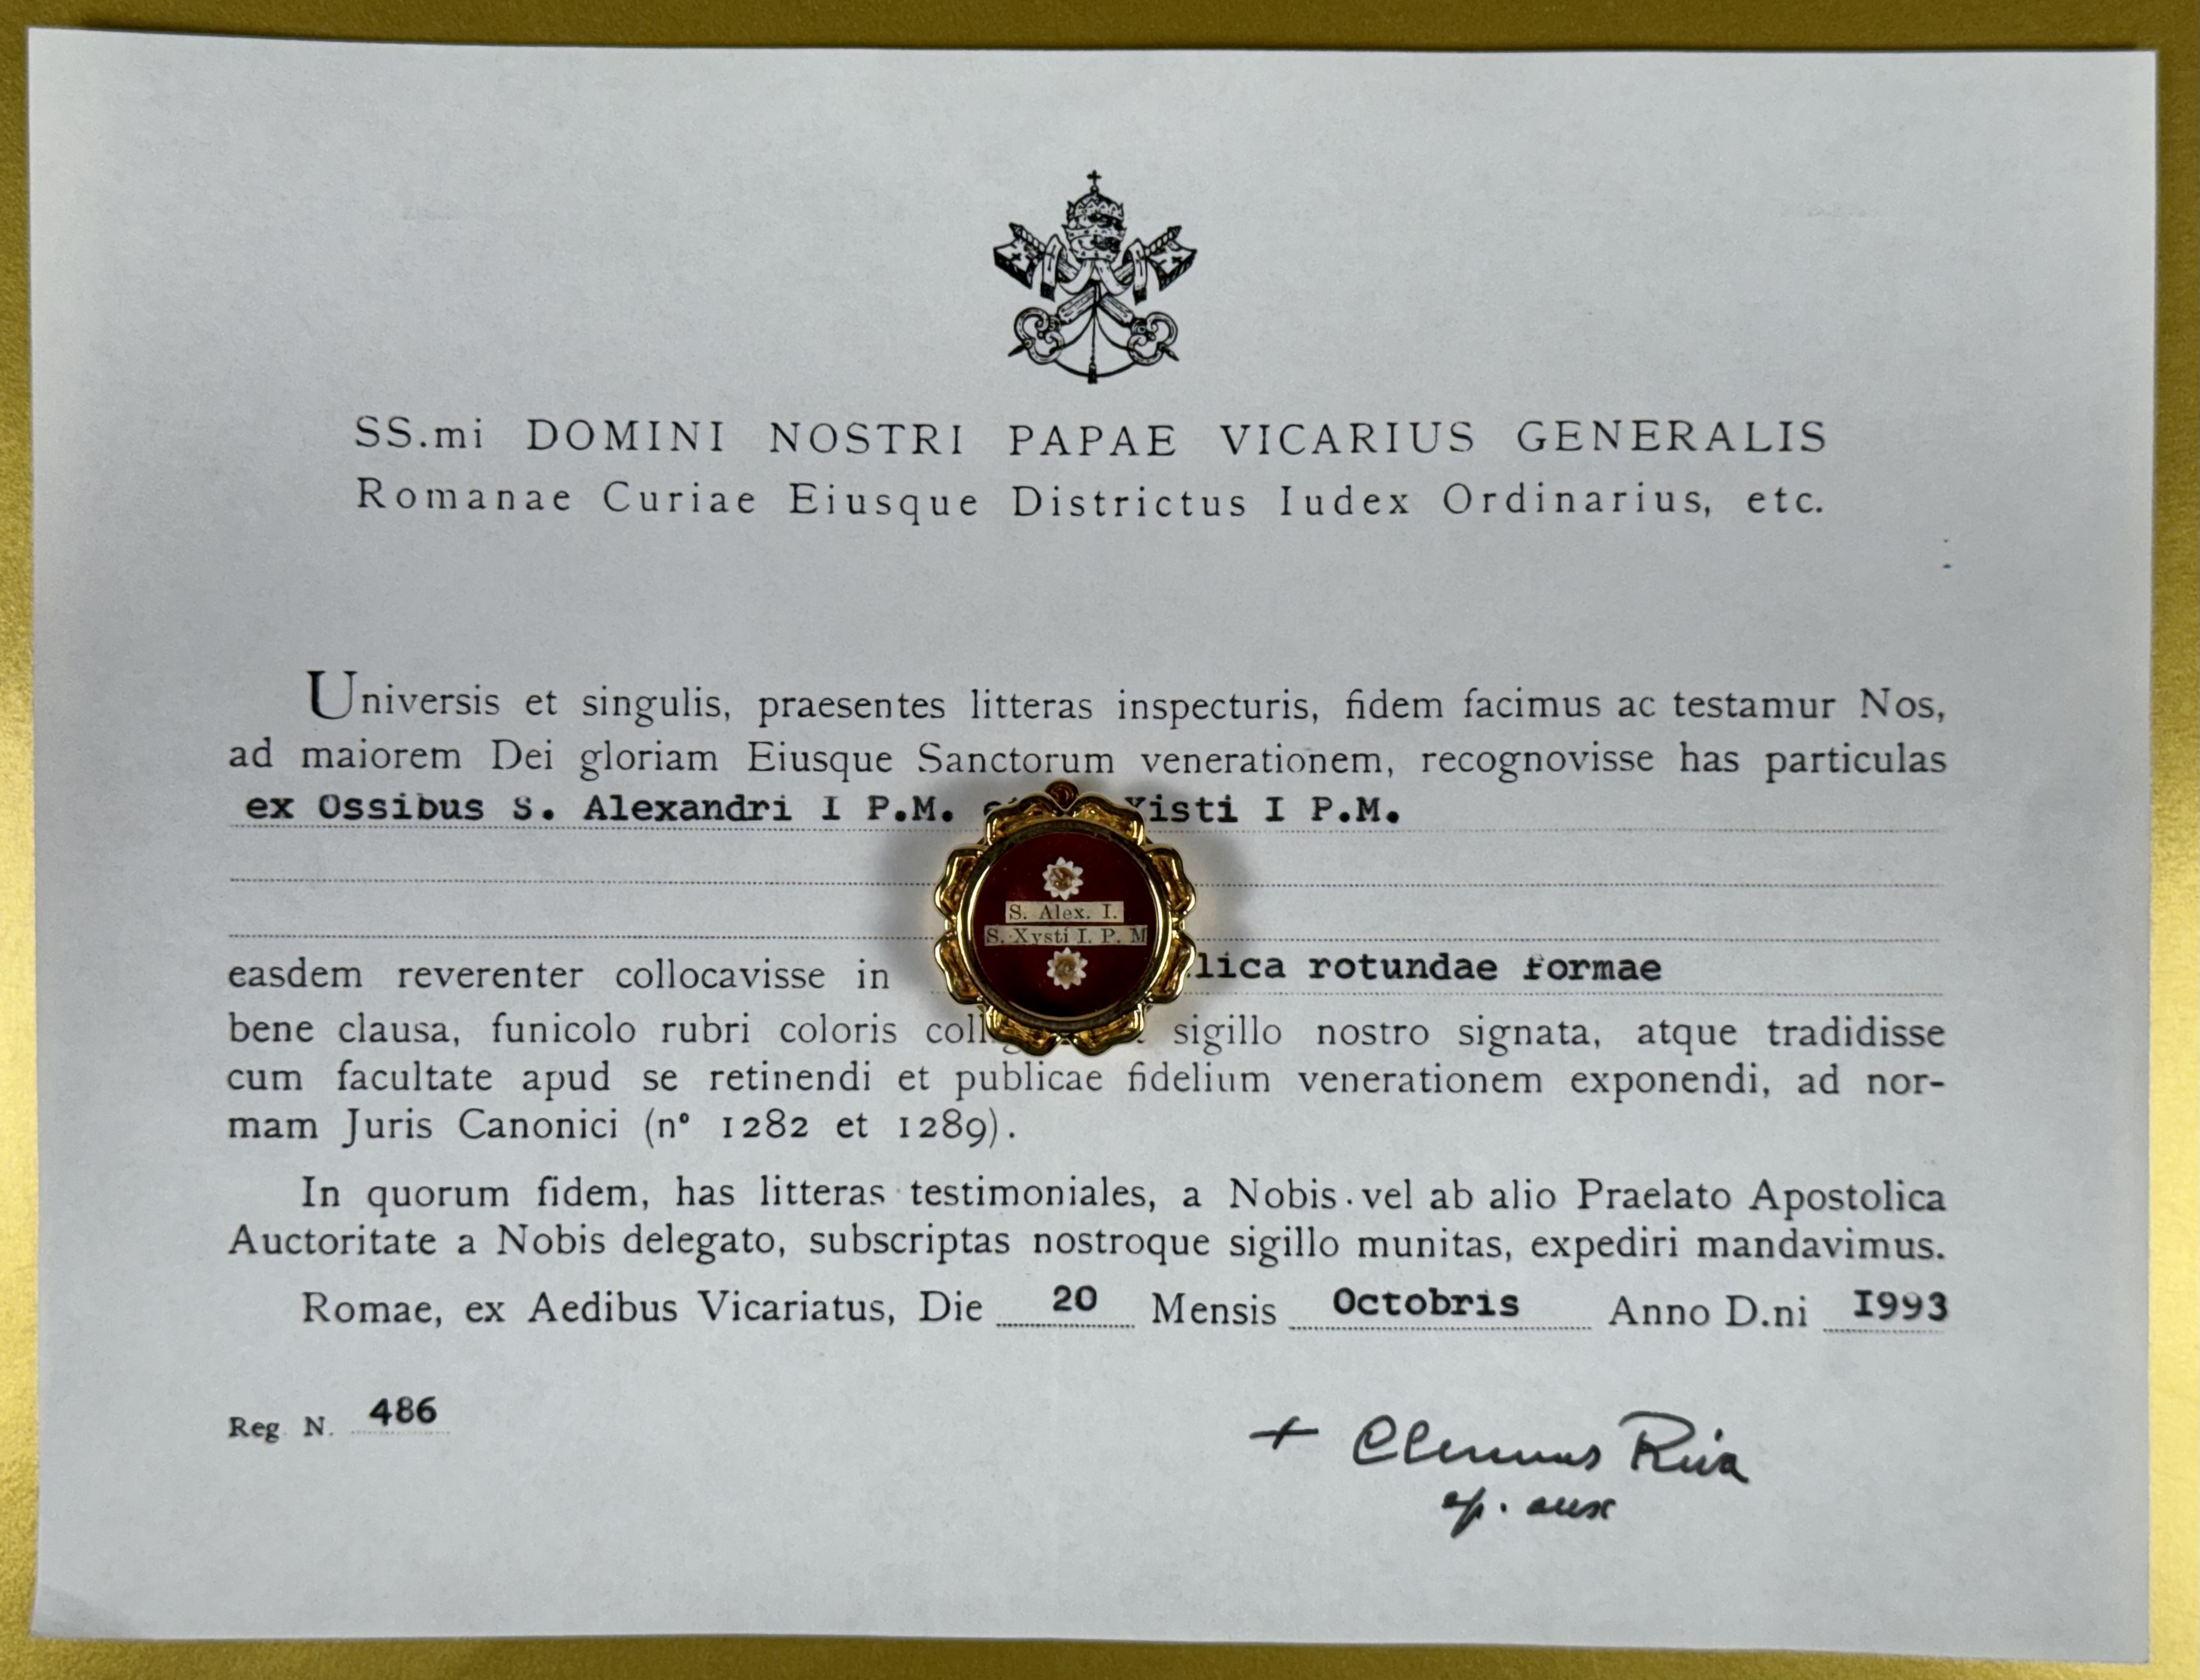 SS.mi DOMINI NOSTRI PAPAE VICARIUS GENERALIS
Romanae Curiae Eiusque Districtus Iudex Ordinarius, etc.
Universis et singulis, praesentes litteras inspecturis, fidem facimus ac testamur Nos,
ad maiorem Dei gloriam Eiusque Sanctorum venerationem, recognovisse has particulas
ex Ossibus S. Alexandri I P.M. Xisti I P.M.
S. Alex. I.
S. Xysti I. P. M
easdem reverenter collocavisse in lica rotundae formae
bene clausa, funicolo rubri coloris sigillo nostro signata, atque tradidisse
cum facultate apud se retinendi et publicae fidelium venerationem exponendi, ad nor-
mam Juris Canonici (n° 1282 et 1289).
In quorum fidem, has litteras testimoniales, a Nobis vel ab alio Praelato Apostolica
Auctoritate a Nobis delegato, subscriptas nostroque sigillo munitas, expediri mandavimus.
Romae, ex Aedibus Vicariatus, Die 20 Mensis Octobris Anno D.ni I993
Reg N. 486
+ Clemens Riva
ep. aux